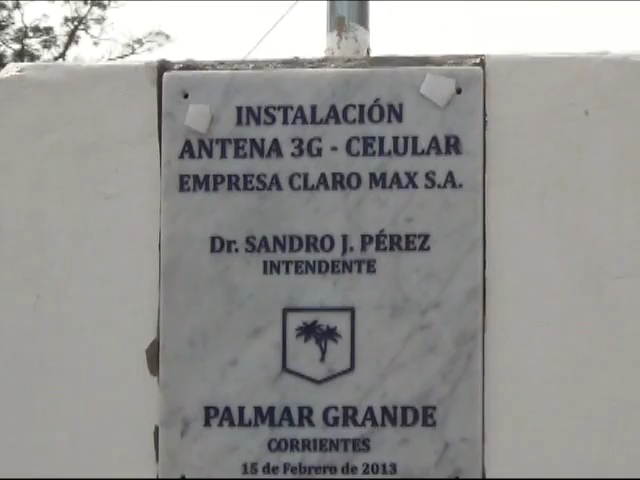 INSTALACIÓN
ANTENA 3G - CELULAR
EMPRESA CLARO MAX S.A.
Dr. SANDRO J. PÉREZ
INTENDENTE
PALMAR GRANDE
CORRIENTES
15 de Febrero de 2013